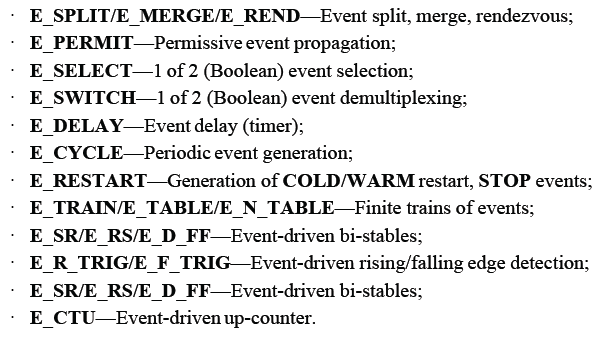 · E_SPLIT/E_MERGE/E_REND—Event split, merge, rendezvous;
· E_PERMIT—Permissive event propagation;
· E_SELECT—1 of 2 (Boolean) event selection;
· E_SWITCH—1 of 2 (Boolean) event demultiplexing;
· E_DELAY—Event delay (timer);
· E_CYCLE—Periodic event generation;
· E_RESTART—Generation of COLD/WARM restart, STOP events;
· E_TRAIN/E_TABLE/E_N_TABLE—Finite trains of events;
· E_SR/E_RS/E_D_FF—Event-driven bi-stables;
· E_R_TRIG/E_F_TRIG—Event-driven rising/falling edge detection;
· E_SR/E_RS/E_D_FF—Event-driven bi-stables;
· E_CTU—Event-driven up-counter.